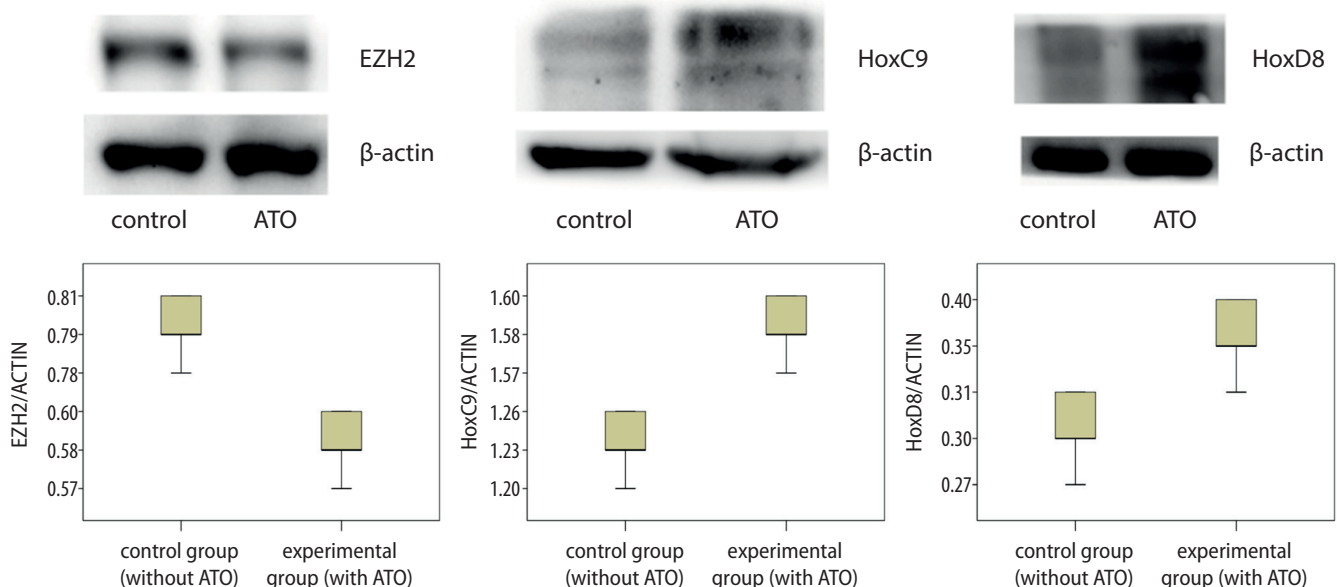 EZH2
β-actin
control ATO
HoxC9
β-actin
control ATO
HoxD8
β-actin
control ATO
EZH2/ACTIN
0.81
0.79
0.78
0.60
0.58
0.57
control group
(without ATO)
experimental
group (with ATO)
HoxC9/ACTIN
1.60
1.58
1.57
1.26
1.23
1.20
control group
(without ATO)
experimental
group (with ATO)
HoxD8/ACTIN
0.40
0.35
0.31
0.30
0.27
control group
(without ATO)
experimental
group (with ATO)